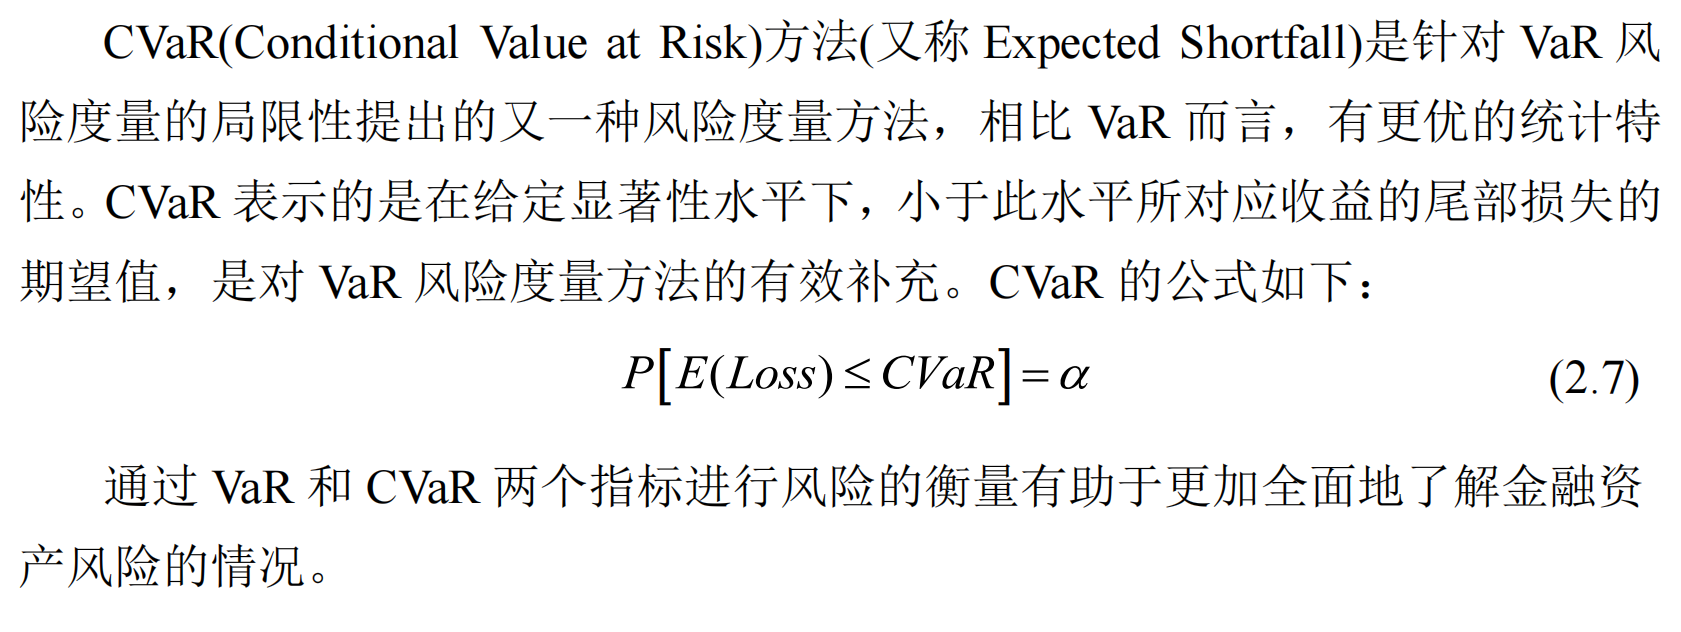 CVaR(Conditional Value at Risk)方法(又称 Expected Shortfall)是针对 VaR 风
险度量的局限性提出的又一种风险度量方法，相比 VaR 而言，有更优的统计特
性。CVaR 表示的是在给定显著性水平下，小于此水平所对应收益的尾部损失的
期望值，是对 VaR 风险度量方法的有效补充。CVaR 的公式如下：
P[E(Loss) ≤ CVaR] = α (2.7)
通过 VaR 和 CVaR 两个指标进行风险的衡量有助于更加全面地了解金融资
产风险的情况。